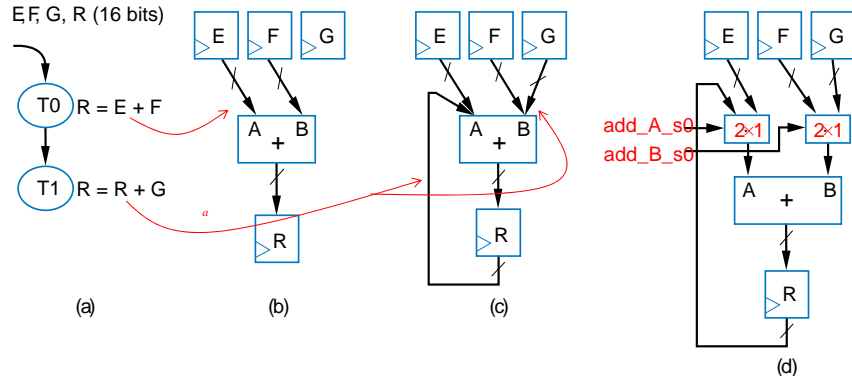 E,F, G, R (16 bits)
T0
R = E + F
T1
R = R + G
a
(a)
E
F
G
A
B
+
R
(b)
E
F
G
A
B
+
R
(c)
E
F
G
add_A_s0
2×1
2×1
add_B_s0
A
B
+
R
(d)